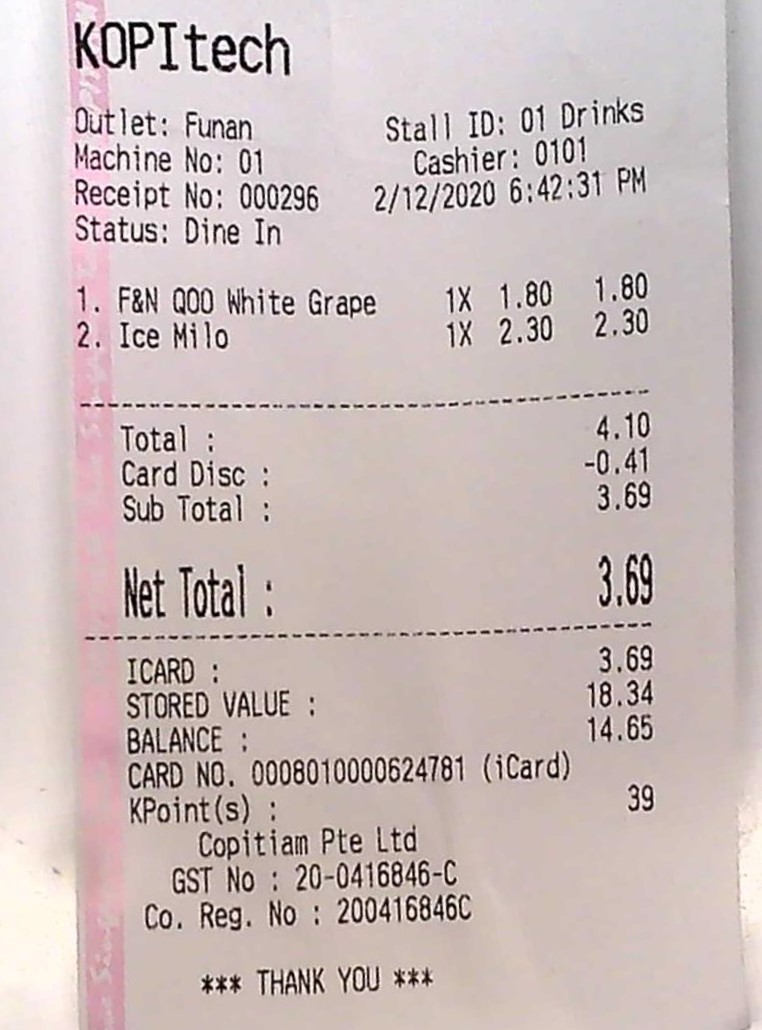 KOPItech
Outlet: Funan Stall ID: 01 Drinks
Machine No: 01 Cashier: 0101
Receipt No: 000296 2/12/2020 6:42:31 PM
Status: Dine In
1. F&N QOO White Grape 1X 1.80 1.80
2. Ice Milo 1X 2.30 2.30
Total : 4.10
Card Disc : -0.41
Sub Total : 3.69
Net Total : 3.69
ICARD : 3.69
STORED VALUE : 18.34
BALANCE : 14.65
CARD NO. 0008010000624781 (iCard)
KPoint(s) : 39
Copitiam Pte Ltd
GST No : 20-0416846-C
Co. Reg. No : 200416846C
*** THANK YOU ***